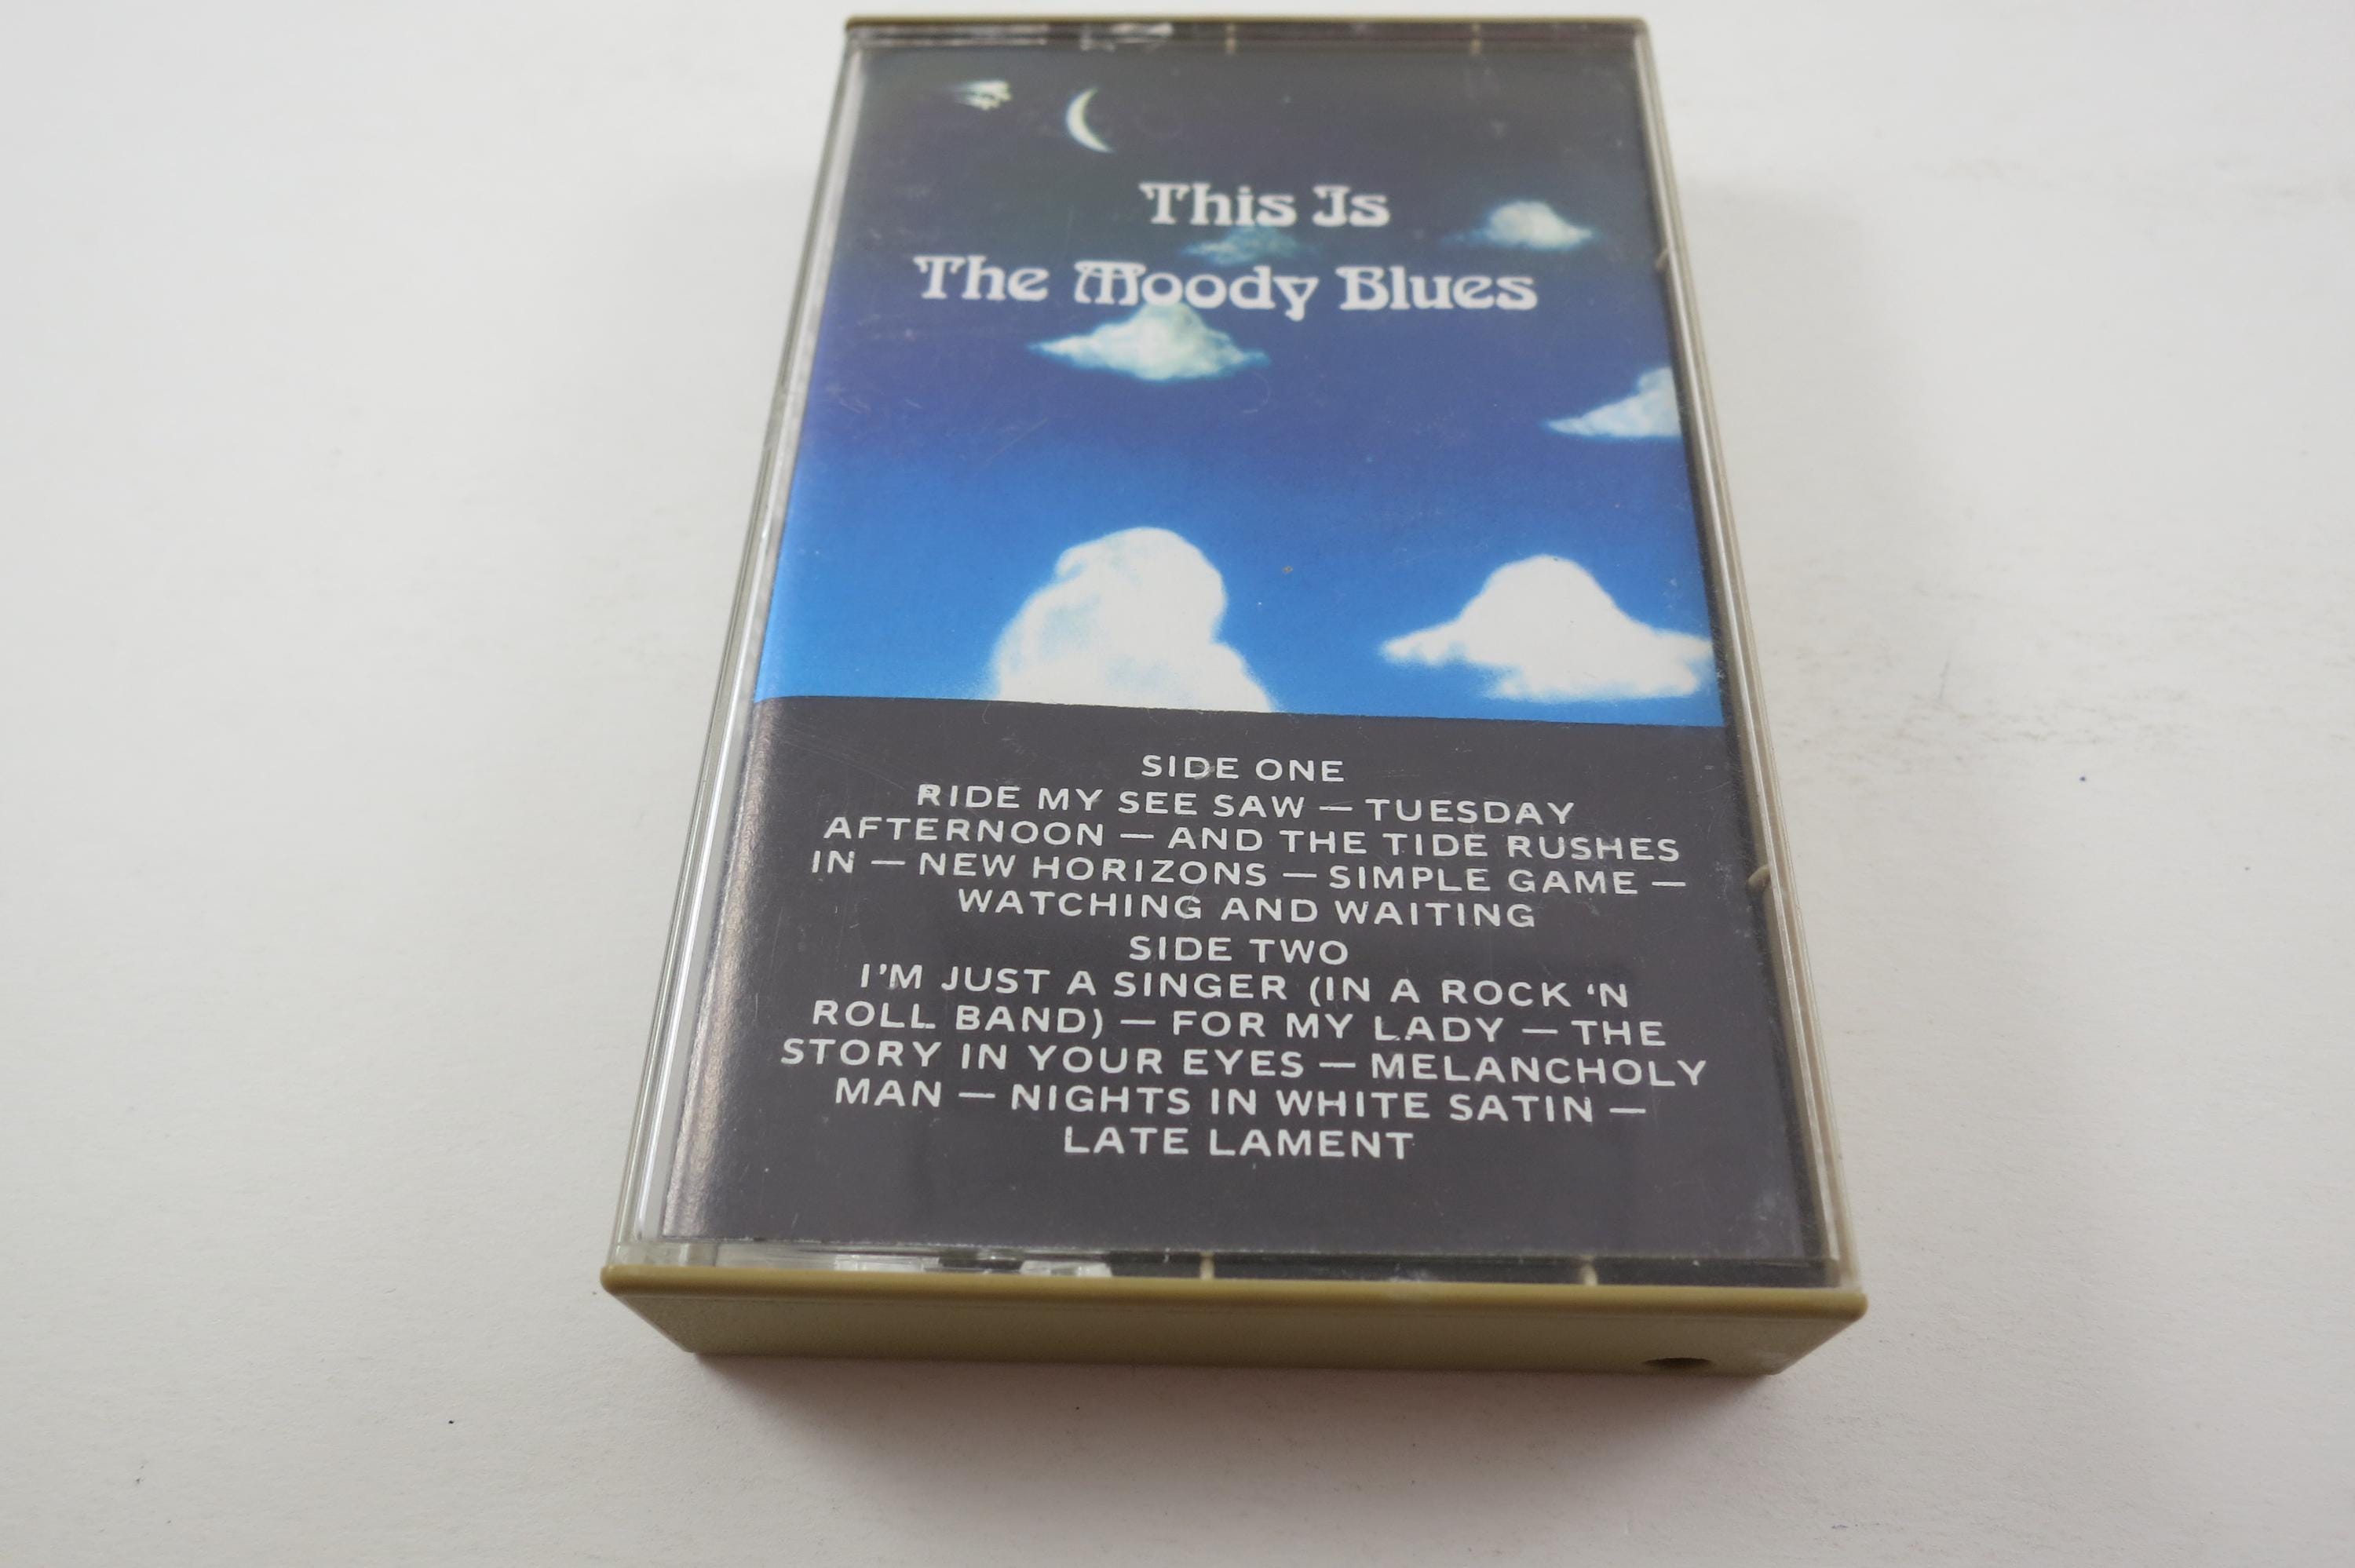 This Is
The Moody Blues
SIDE ONE
RIDE MY SEE SAW — TUESDAY
AFTERNOON — AND THE TIDE RUSHES
IN — NEW HORIZONS — SIMPLE GAME —
WATCHING AND WAITING
SIDE TWO
I'M JUST A SINGER (IN A ROCK 'N
ROLL BAND) — FOR MY LADY — THE
STORY IN YOUR EYES — MELANCHOLY
MAN — NIGHTS IN WHITE SATIN —
LATE LAMENT